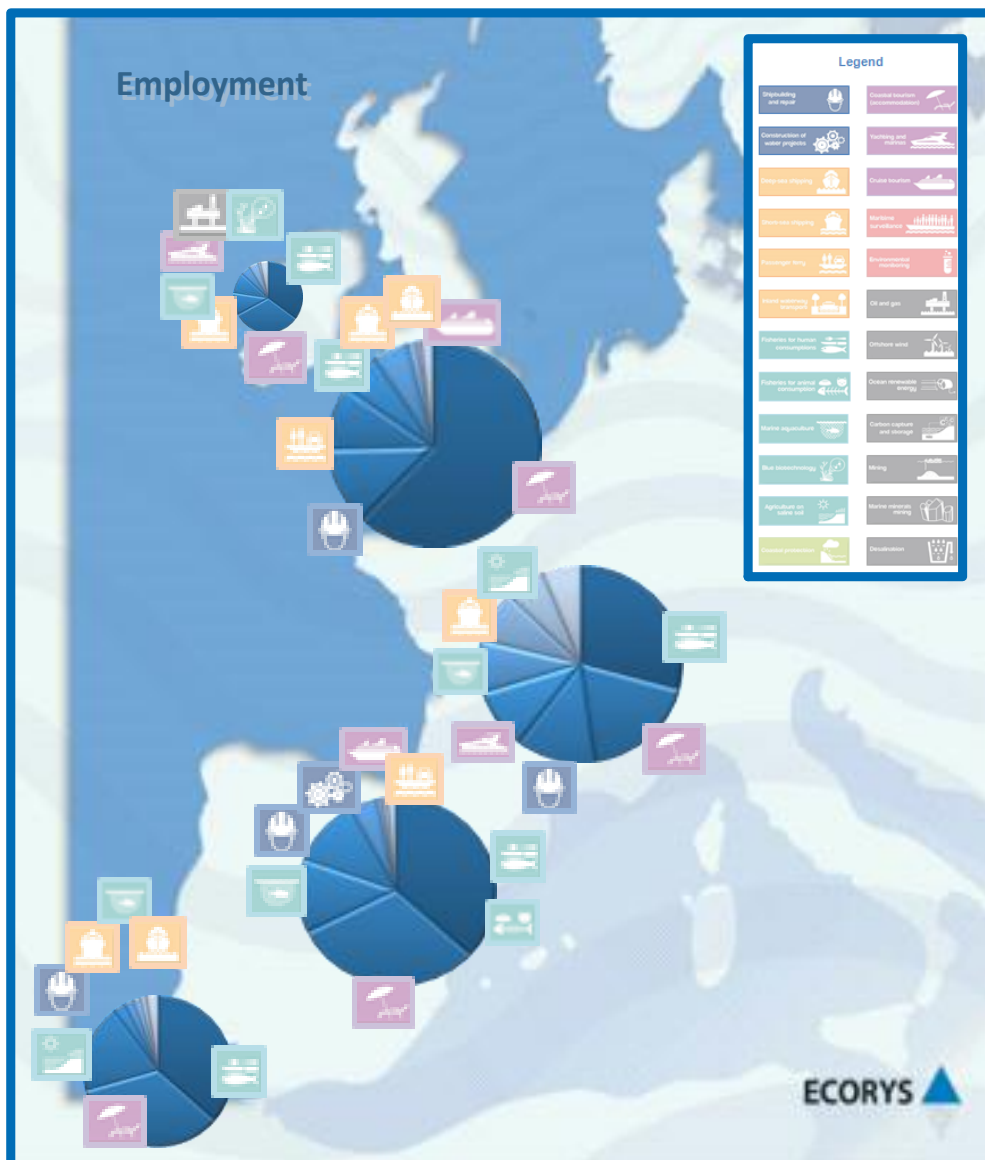 Employment
Legend
Shipbuilding
and repair
Coastal tourism
(accommodation)
Construction of
water projects
Yachting and
marinas
Deep-sea shipping
Cruise tourism
Short-sea shipping
Maritime
surveillance
Passenger ferry
Environmental
monitoring
Inland waterway
transport
Oil and gas
Fisheries for human
consumptions
Offshore wind
Fisheries for animal
consumption
Ocean renewable
energy
Marine aquaculture
Carbon capture
and storage
Blue biotechnology
Mining
Agriculture on
saline soil
Marine minerals
mining
Coastal protection
Desalination
ECORYS